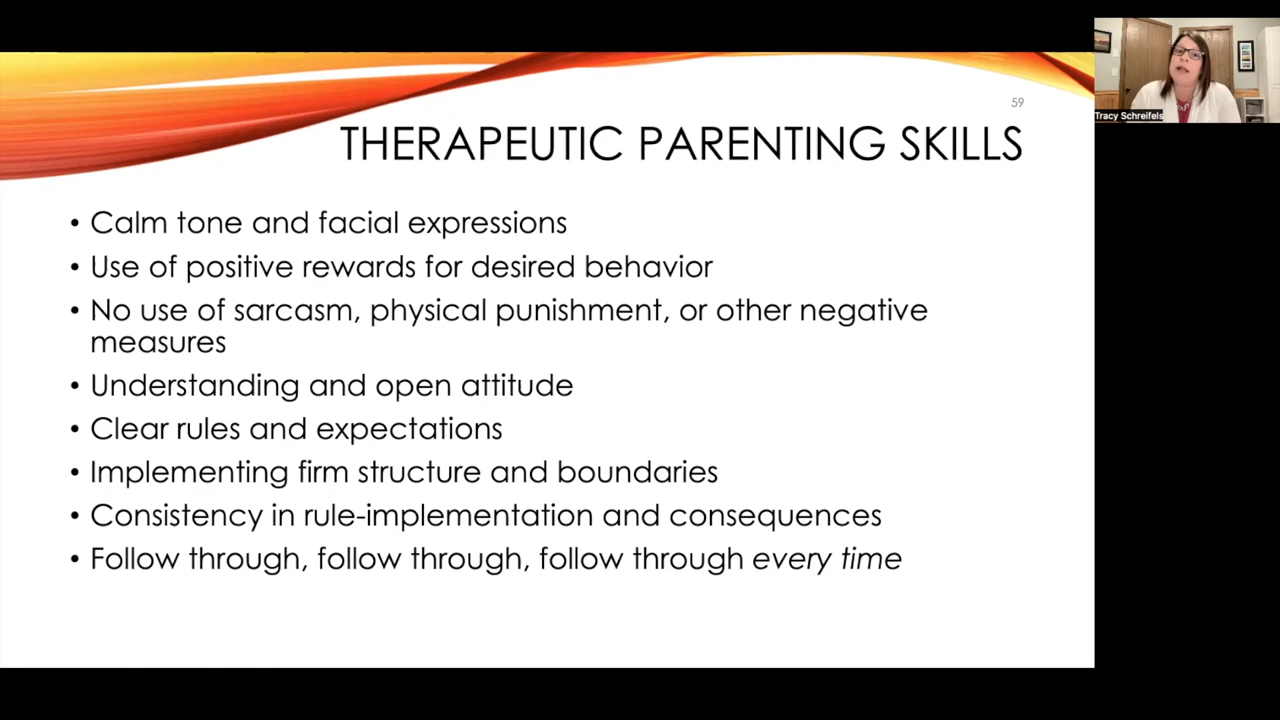 59
THERAPEUTIC PARENTING SKILLS
• Calm tone and facial expressions
• Use of positive rewards for desired behavior
• No use of sarcasm, physical punishment, or other negative
measures
• Understanding and open attitude
• Clear rules and expectations
• Implementing firm structure and boundaries
• Consistency in rule-implementation and consequences
• Follow through, follow through, follow through every time
Tracy Schreifels